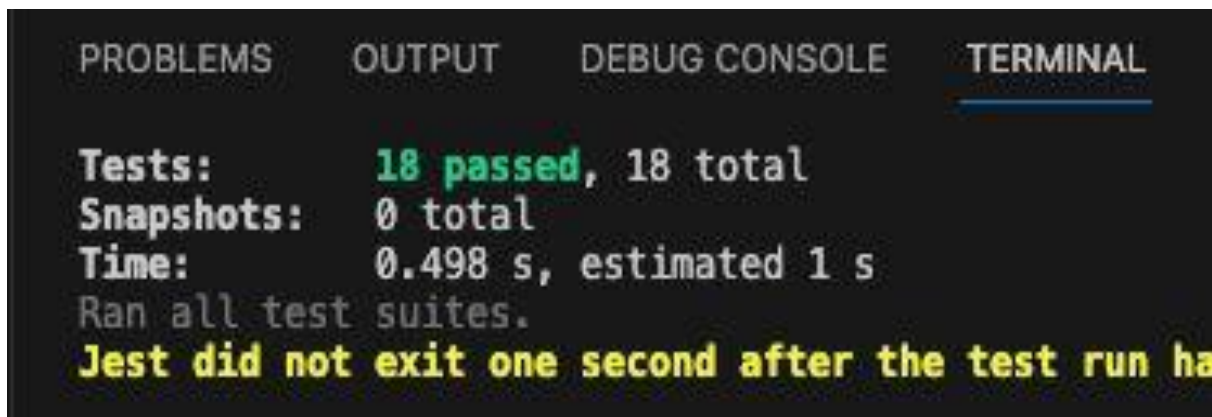 PROBLEMS OUTPUT DEBUG CONSOLE TERMINAL
Tests: 18 passed, 18 total
Snapshots: 0 total
Time: 0.498 s, estimated 1 s
Ran all test suites.
Jest did not exit one second after the test run ha